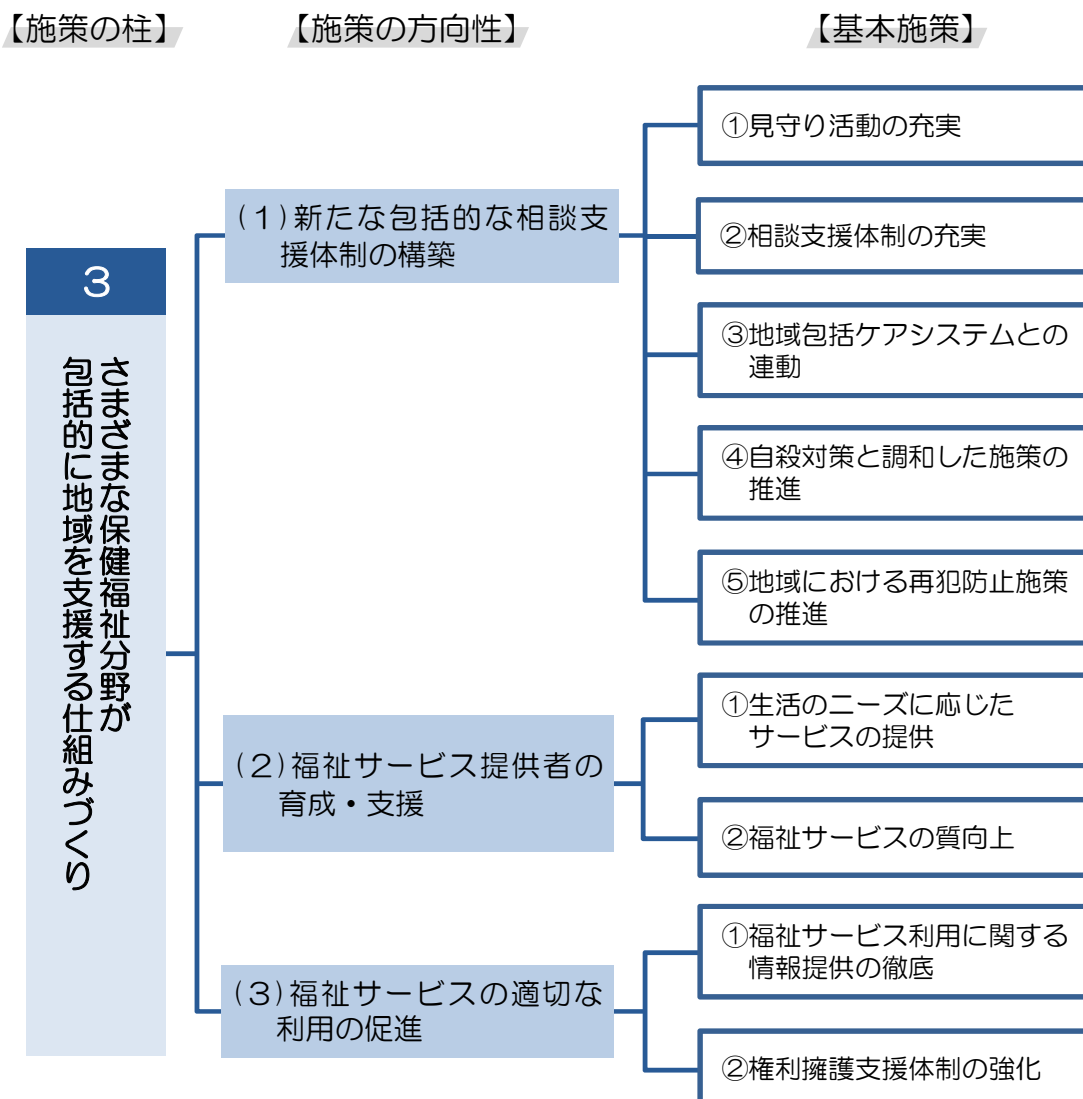 【施策の柱】
【施策の方向性】
【基本施策】
3
さまざまな保健福祉分野が
包括的に地域を支援する仕組みづくり
(1)新たな包括的な相談支
援体制の構築
①見守り活動の充実
②相談支援体制の充実
③地域包括ケアシステムとの
連動
④自殺対策と調和した施策の
推進
⑤地域における再犯防止施策
の推進
(2)福祉サービス提供者の
育成・支援
①生活のニーズに応じた
サービスの提供
②福祉サービスの質向上
(3)福祉サービスの適切な
利用の促進
①福祉サービス利用に関する
情報提供の徹底
②権利擁護支援体制の強化